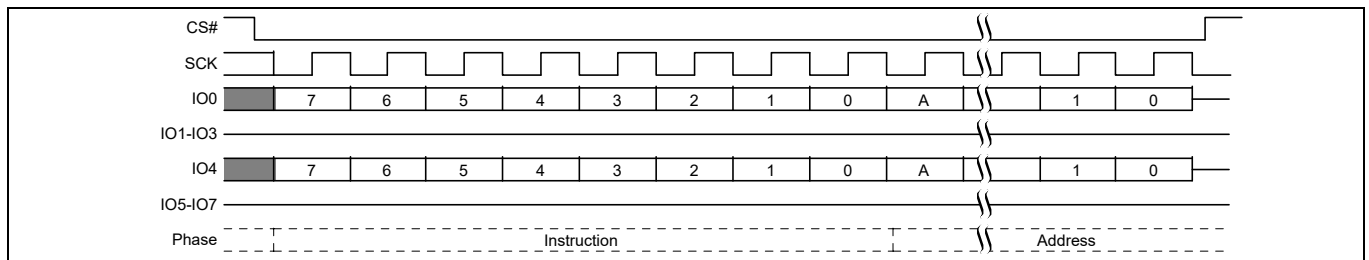 CS#
SCK
IO0 7 6 5 4 3 2 1 0 A 1 0
IO1-IO3
IO4 7 6 5 4 3 2 1 0 A 1 0
IO5-IO7
Phase Instruction Address